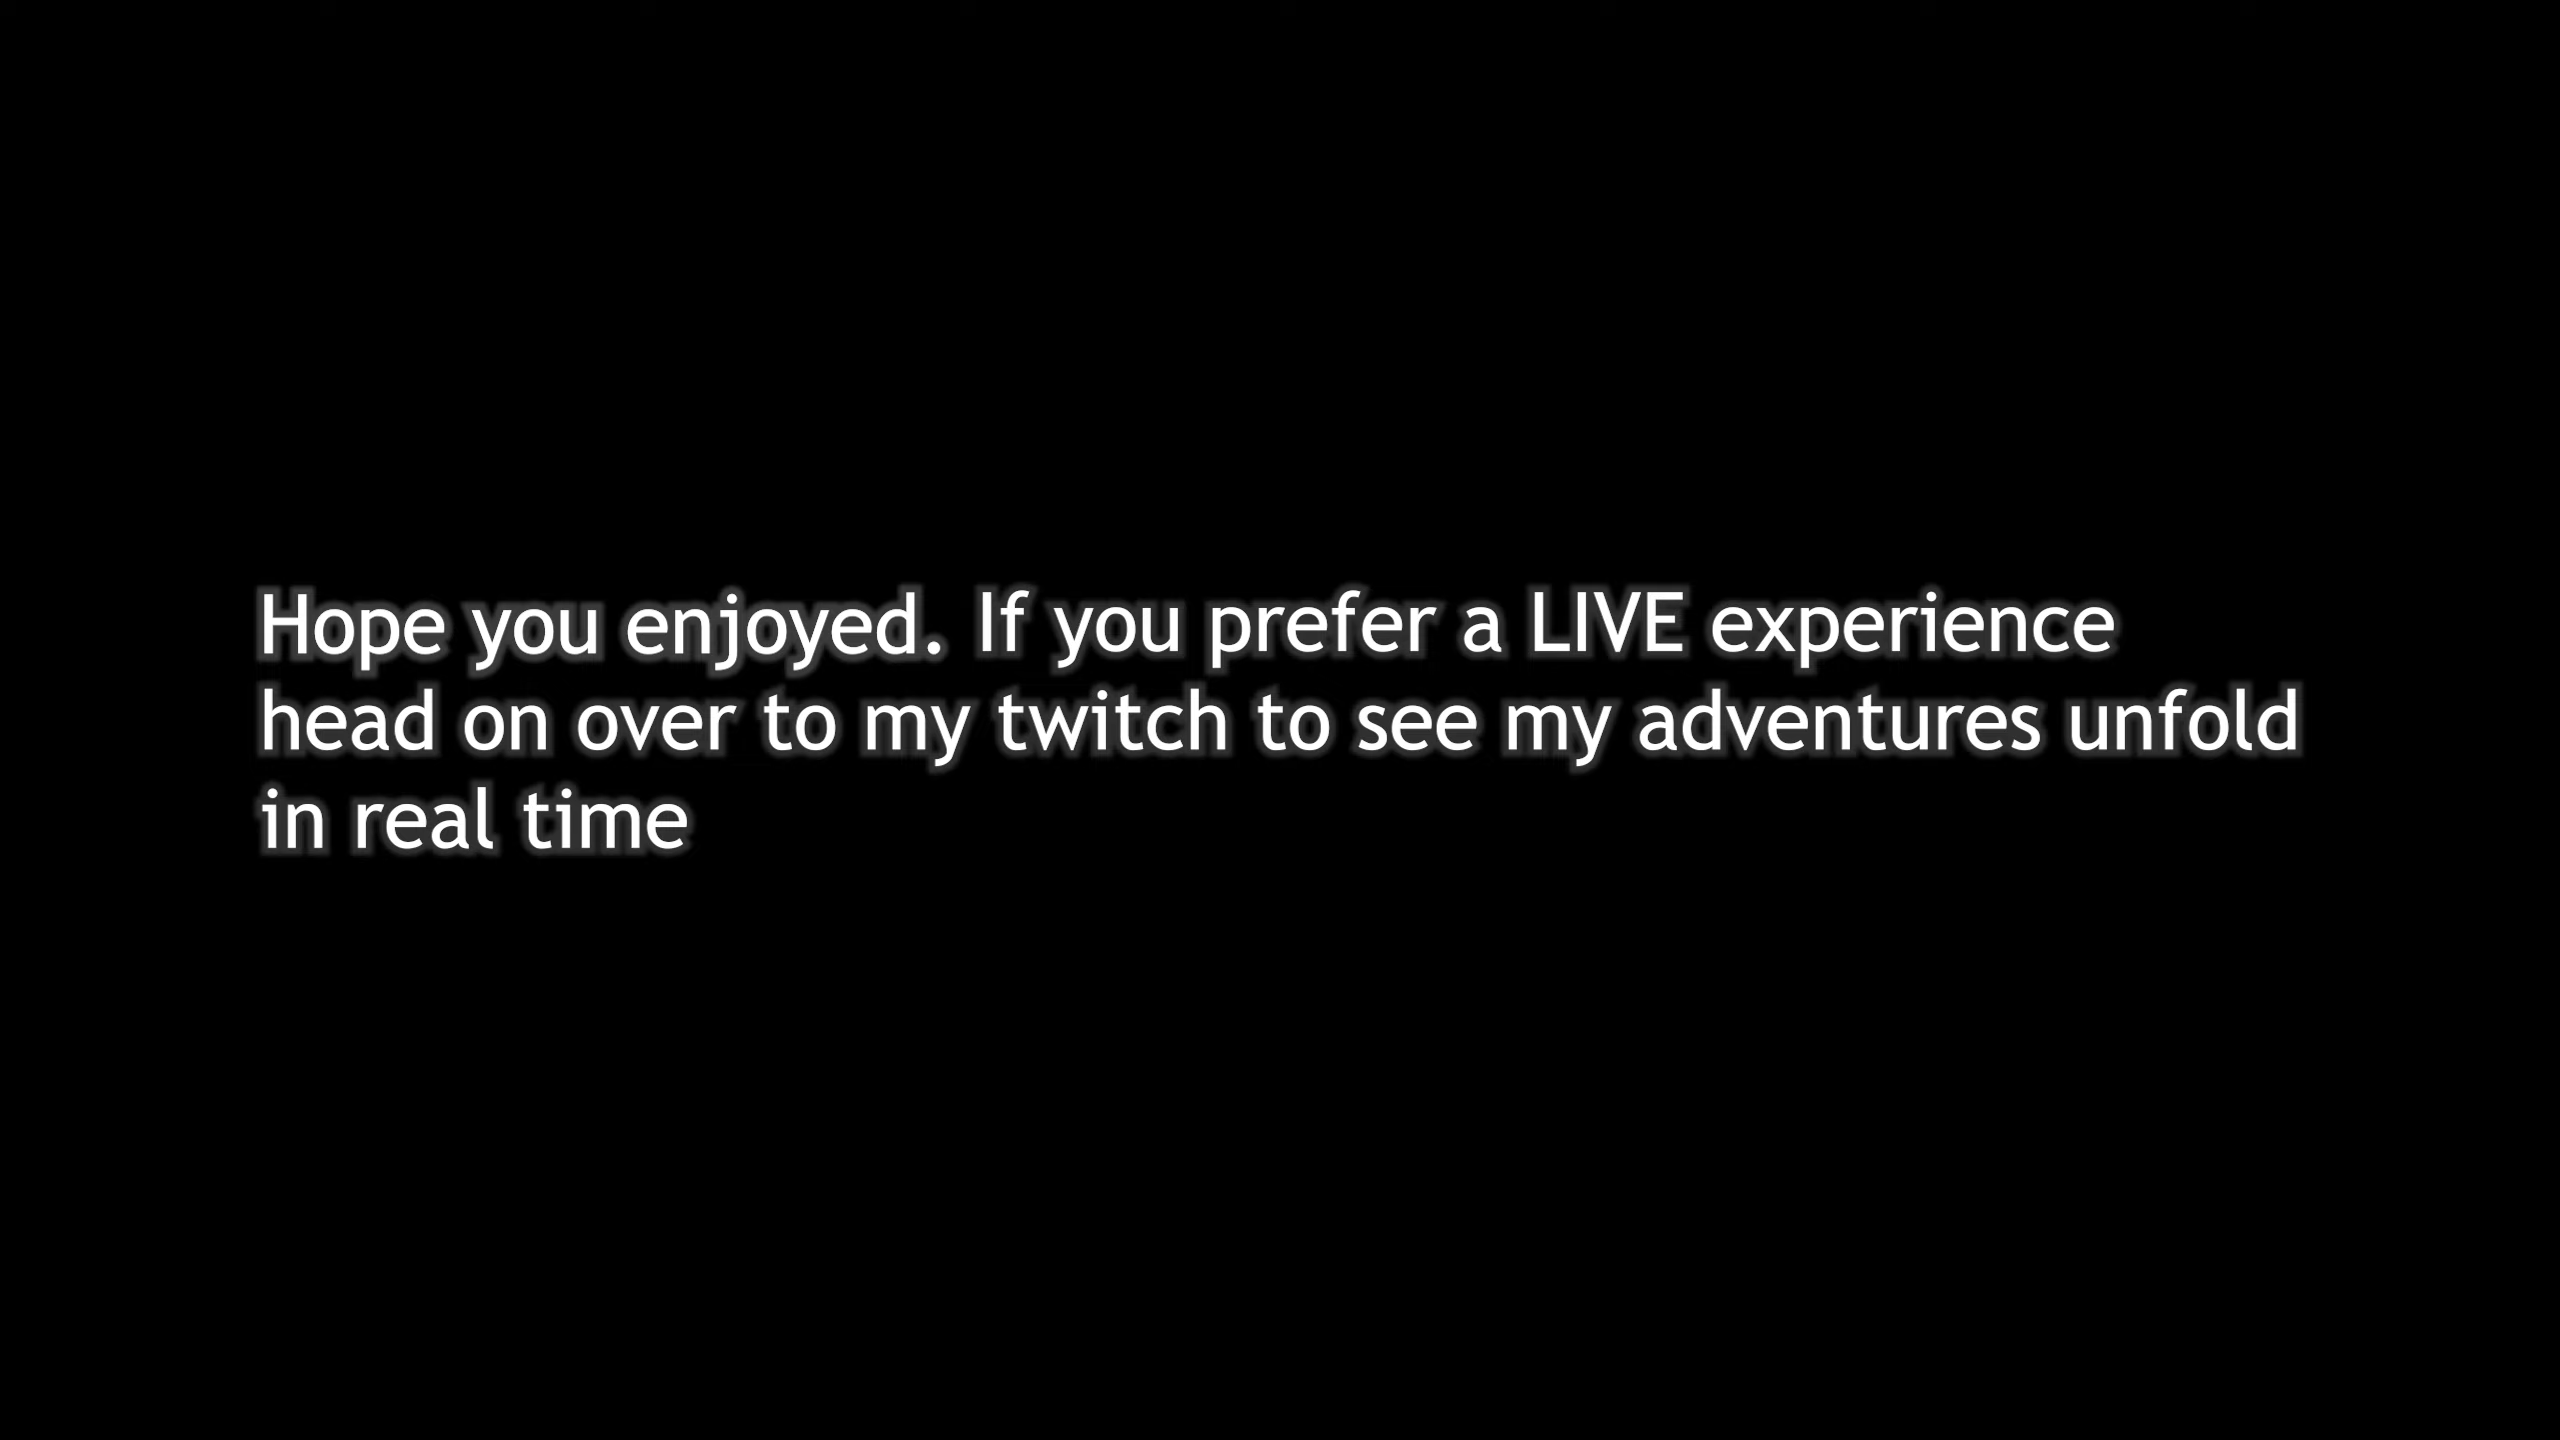 Hope you enjoyed. If you prefer a LIVE experience
head on over to my twitch to see my adventures unfold
in real time